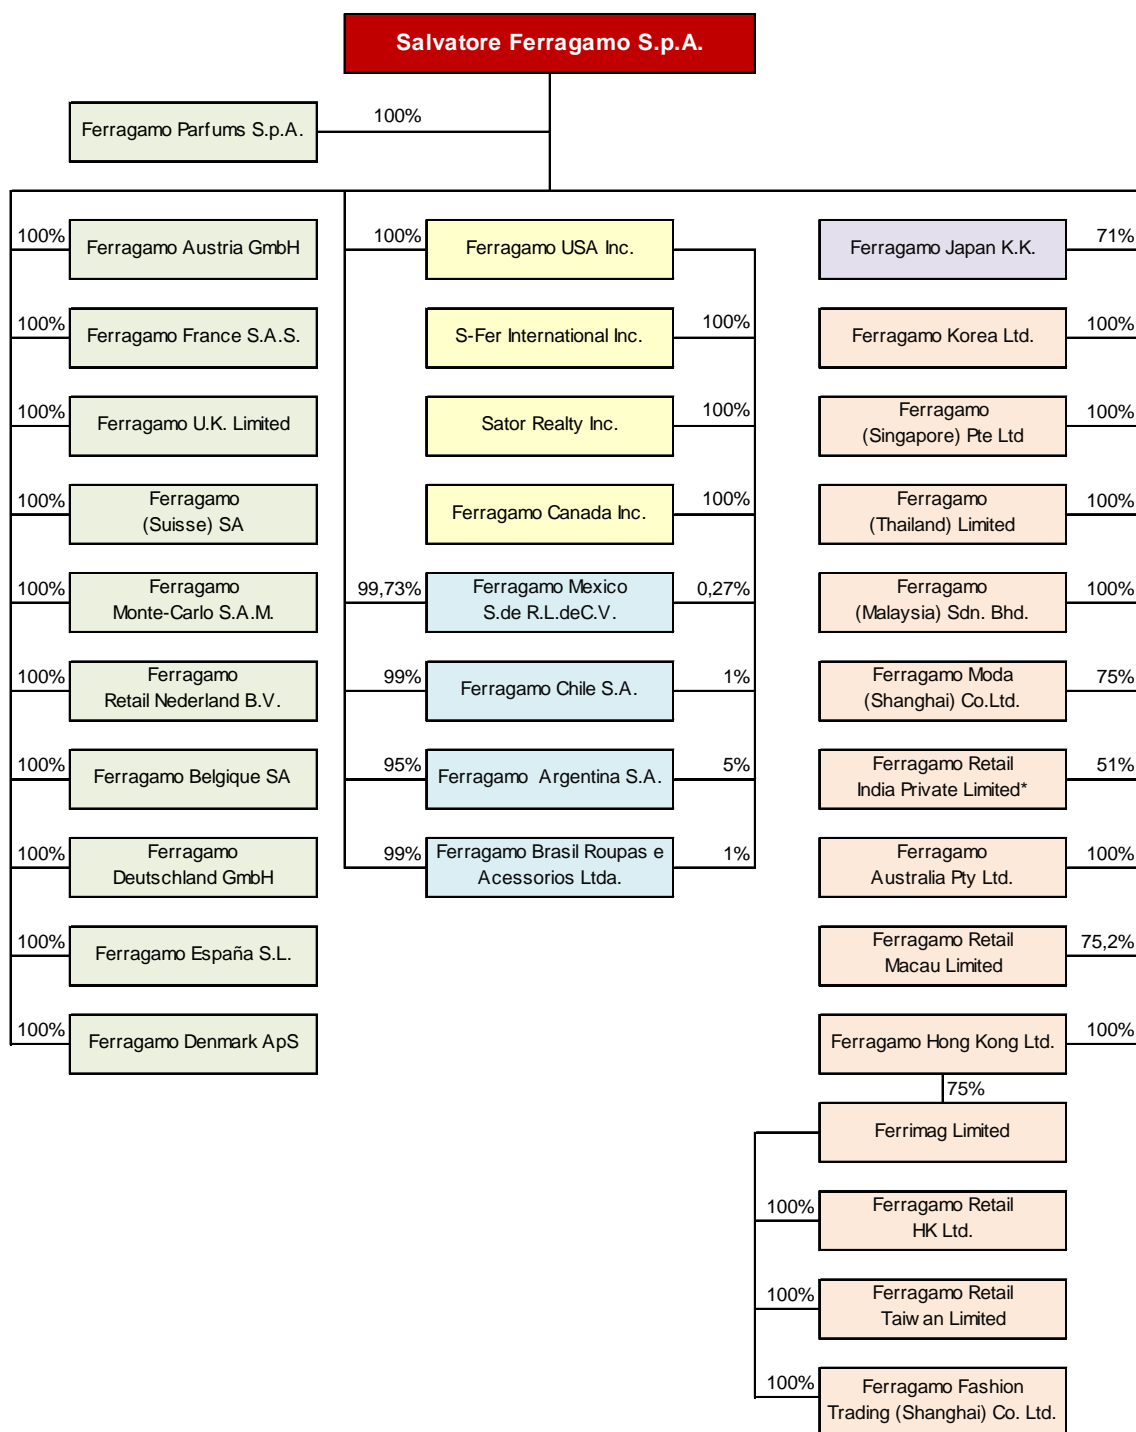 Salvatore Ferragamo S.p.A.
Ferragamo Parfums S.p.A.
100%
100%
Ferragamo Austria GmbH
100%
Ferragamo France S.A.S.
100%
Ferragamo U.K. Limited
100%
Ferragamo
(Suisse) SA
100%
Ferragamo
Monte-Carlo S.A.M.
100%
Ferragamo
Retail Nederland B.V.
100%
Ferragamo Belgique SA
100%
Ferragamo
Deutschland GmbH
100%
Ferragamo España S.L.
100%
Ferragamo Denmark ApS
100%
Ferragamo USA Inc.
S-Fer International Inc.
100%
Sator Realty Inc.
100%
Ferragamo Canada Inc.
100%
99,73%
Ferragamo Mexico
S.de R.L.deC.V.
0,27%
99%
Ferragamo Chile S.A.
1%
95%
Ferragamo Argentina S.A.
5%
99%
Ferragamo Brasil Roupas e
Acessorios Ltda.
1%
Ferragamo Japan K.K.
71%
Ferragamo Korea Ltd.
100%
Ferragamo
(Singapore) Pte Ltd
100%
Ferragamo
(Thailand) Limited
100%
Ferragamo
(Malaysia) Sdn. Bhd.
100%
Ferragamo Moda
(Shanghai) Co.Ltd.
75%
Ferragamo Retail
India Private Limited*
51%
Ferragamo
Australia Pty Ltd.
100%
Ferragamo Retail
Macau Limited
75,2%
Ferragamo Hong Kong Ltd.
100%
75%
Ferrimag Limited
100%
Ferragamo Retail
HK Ltd.
100%
Ferragamo Retail
Taiwan Limited
100%
Ferragamo Fashion
Trading (Shanghai) Co. Ltd.